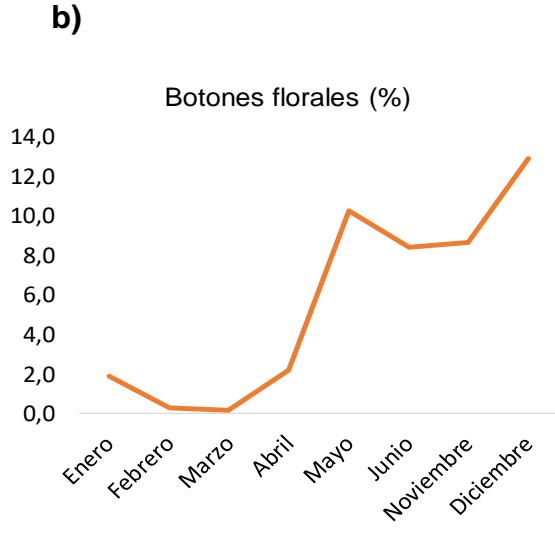 b)
Botones florales (%)
14,0
12,0
10,0
8,0
6,0
4,0
2,0
0,0
Enero
Febrero
Marzo
Abril
Mayo
Junio
Noviembre
Diciembre